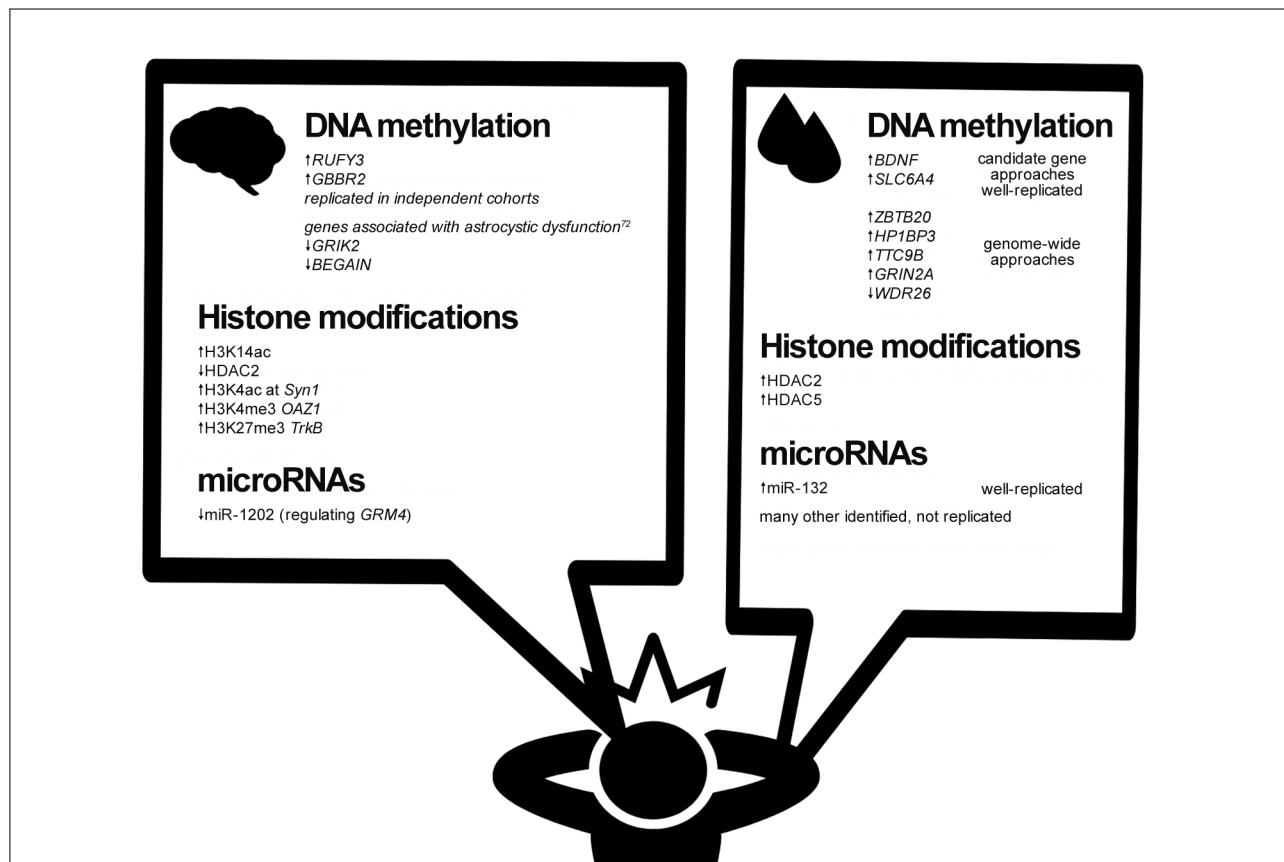 DNA methylation
↑RUFY3
↑GBBR2
replicated in independent cohorts
genes associated with astrocystic dysfunction⁷²
↓GRIK2
↓BEGAIN
Histone modifications
↑H3K14ac
↓HDAC2
↑H3K4ac at Syn1
↑H3K4me3 OAZ1
↑H3K27me3 TrkB
microRNAs
↓miR-1202 (regulating GRM4)
DNA methylation
↑BDNF
↑SLC6A4
candidate gene
approaches
well-replicated
↑ZBTB20
↑HP1BP3
↑TTC9B
↑GRIN2A
↓WDR26
genome-wide
approaches
Histone modifications
↑HDAC2
↑HDAC5
microRNAs
↑miR-132 well-replicated
many other identified, not replicated